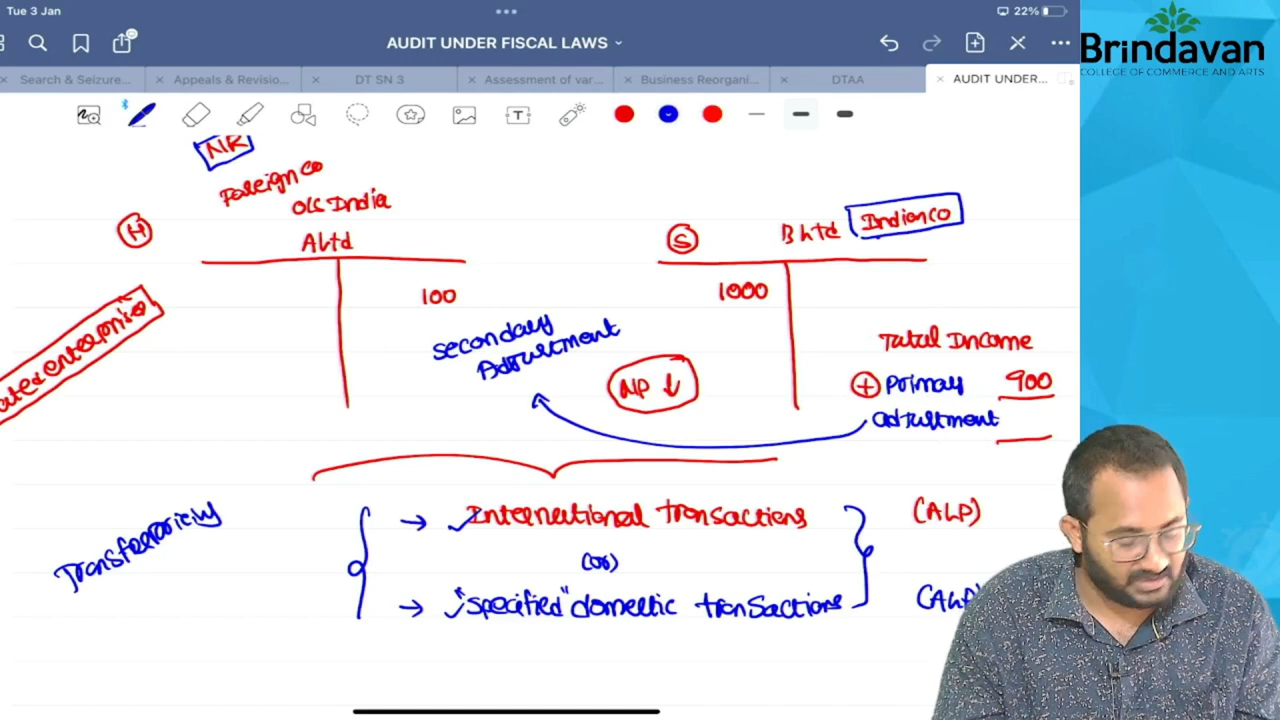 Tue 3 Jan
22%
AUDIT UNDER FISCAL LAWS
Brindavan
COLLEGE OF COMMERCE AND ARTS
Search & Seizure...
Appeals & Revisio...
DT SN 3
Assessment of var...
Business Reorgani...
DTAA
AUDIT UNDER...
NR
Foreign Co
O/S India
H
A Ltd
S
B Ltd
Indian Co
100
1000
enterprise
Secondary
Adjustment
NP ↓
Total Income
+ Primary 900
adjustment
Transfer pricing
→ International transactions (ALP)
(or)
→ "specified" domestic transactions (ALP)